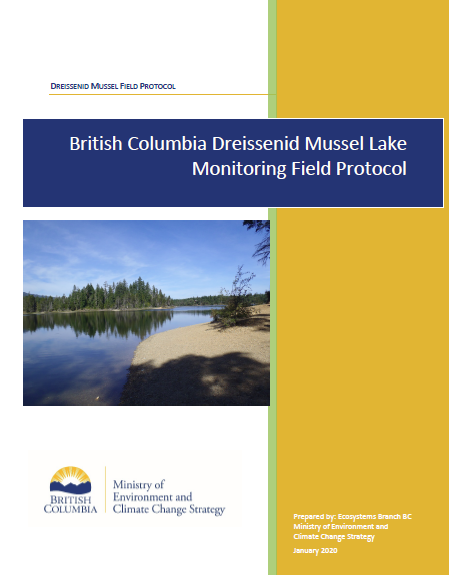 DREISSENID MUSSEL FIELD PROTOCOL
British Columbia Dreissenid Mussel Lake
Monitoring Field Protocol
BRITISH
COLUMBIA
Ministry of
Environment and
Climate Change Strategy
Prepared by: Ecosystems Branch BC
Ministry of Environment and
Climate Change Strategy
January 2020